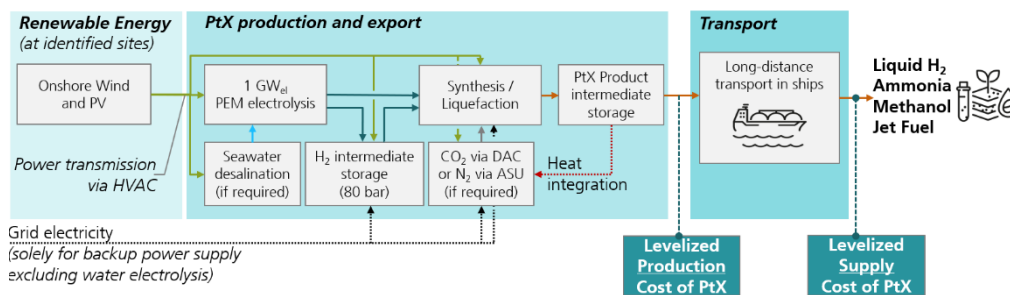 Renewable Energy
(at identified sites)
PtX production and export
Transport
Onshore Wind
and PV
1 GWel
PEM electrolysis
Synthesis /
Liquefaction
PtX Product
intermediate
storage
Long-distance
transport in ships
Liquid H2
Ammonia
Methanol
Jet Fuel
Power transmission
via HVAC
Seawater
desalination
(if required)
H2 intermediate
storage
(80 bar)
CO2 via DAC
or N2 via ASU
(if required)
Heat
integration
Grid electricity
(solely for backup power supply
excluding water electrolysis)
Levelized
Production
Cost of PtX
Levelized
Supply
Cost of PtX